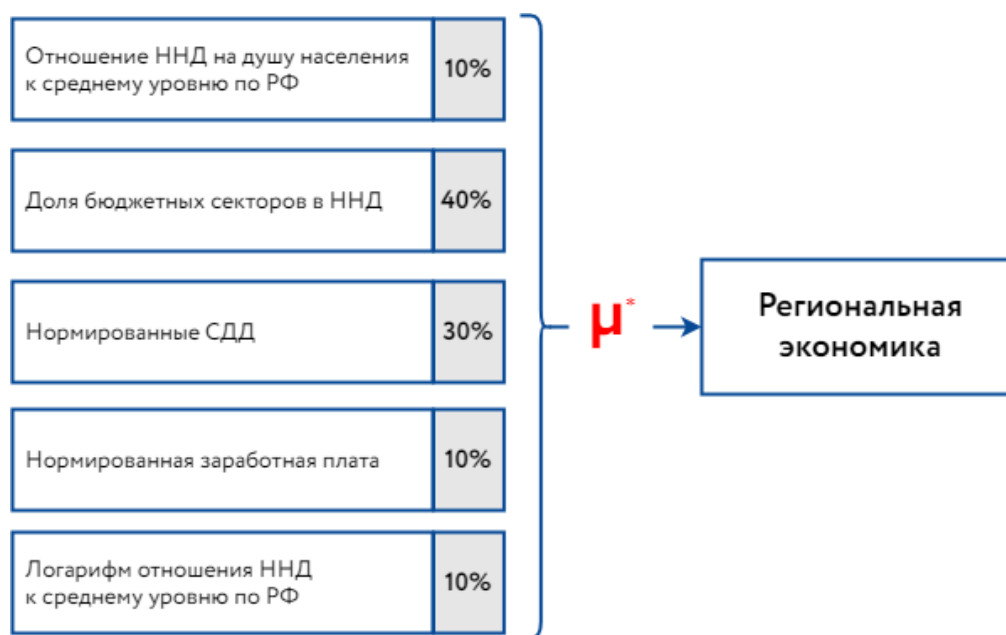 Отношение ННД на душу населения
к среднему уровню по РФ
10%
Доля бюджетных секторов в ННД
40%
Нормированные СДД
30%
Нормированная заработная плата
10%
Логарифм отношения ННД
к среднему уровню по РФ
10%
μ*
Региональная
экономика